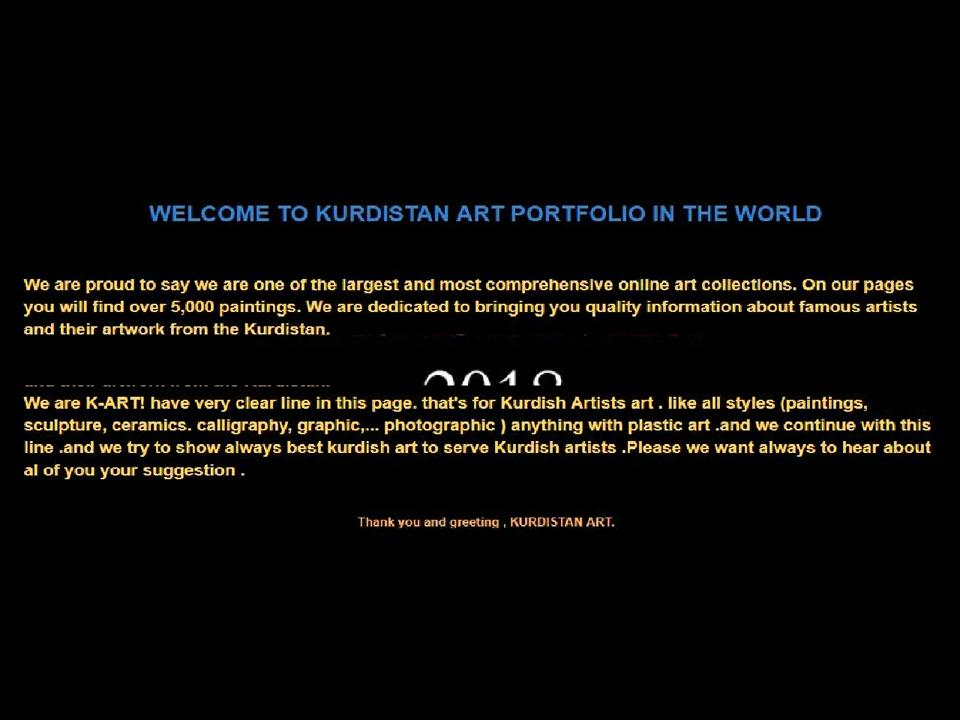 WELCOME TO KURDISTAN ART PORTFOLIO IN THE WORLD
We are proud to say we are one of the largest and most comprehensive online art collections. On our pages
you will find over 5,000 paintings. We are dedicated to bringing you quality information about famous artists
and their artwork from the Kurdistan.
We are K-ART! have very clear line in this page. that's for Kurdish Artists art . like all styles (paintings,
sculpture, ceramics. calligraphy, graphic,... photographic ) anything with plastic art .and we continue with this
line .and we try to show always best kurdish art to serve Kurdish artists .Please we want always to hear about
al of you your suggestion .
Thank you and greeting , KURDISTAN ART.